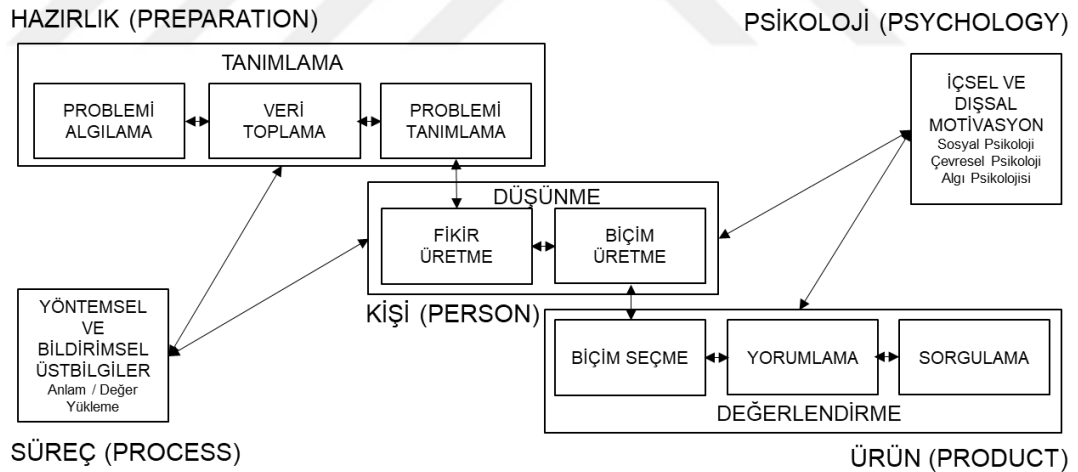 HAZIRLIK (PREPARATION)
PSİKOLOJİ (PSYCHOLOGY)
TANIMLAMA
PROBLEMİ
ALGILAMA
VERİ
TOPLAMA
PROBLEMİ
TANIMLAMA
İÇSEL VE
DIŞSAL
MOTİVASYON
Sosyal Psikoloji
Çevresel Psikoloji
Algı Psikolojisi
DÜŞÜNME
FİKİR
ÜRETME
BİÇİM
ÜRETME
KİŞİ (PERSON)
YÖNTEMSEL
VE
BİLDİRİMSEL
ÜSTBİLGİLER
Anlam / Değer
Yükleme
BİÇİM SEÇME
YORUMLAMA
SORGULAMA
DEĞERLENDİRME
SÜREÇ (PROCESS)
ÜRÜN (PRODUCT)